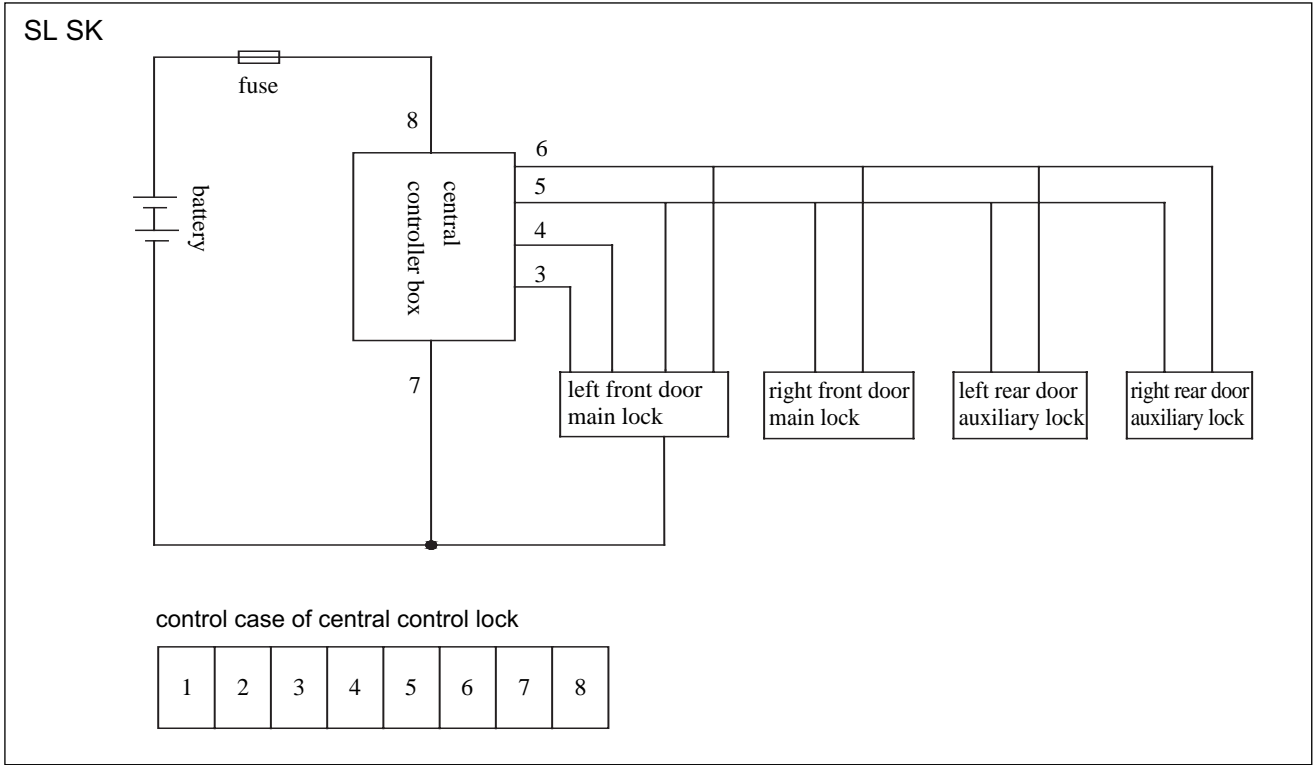 SL SK
fuse
8
battery
central
controller box
6
5
4
3
7
left front door
main lock
right front door
main lock
left rear door
auxiliary lock
right rear door
auxiliary lock
control case of central control lock
1 2 3 4 5 6 7 8